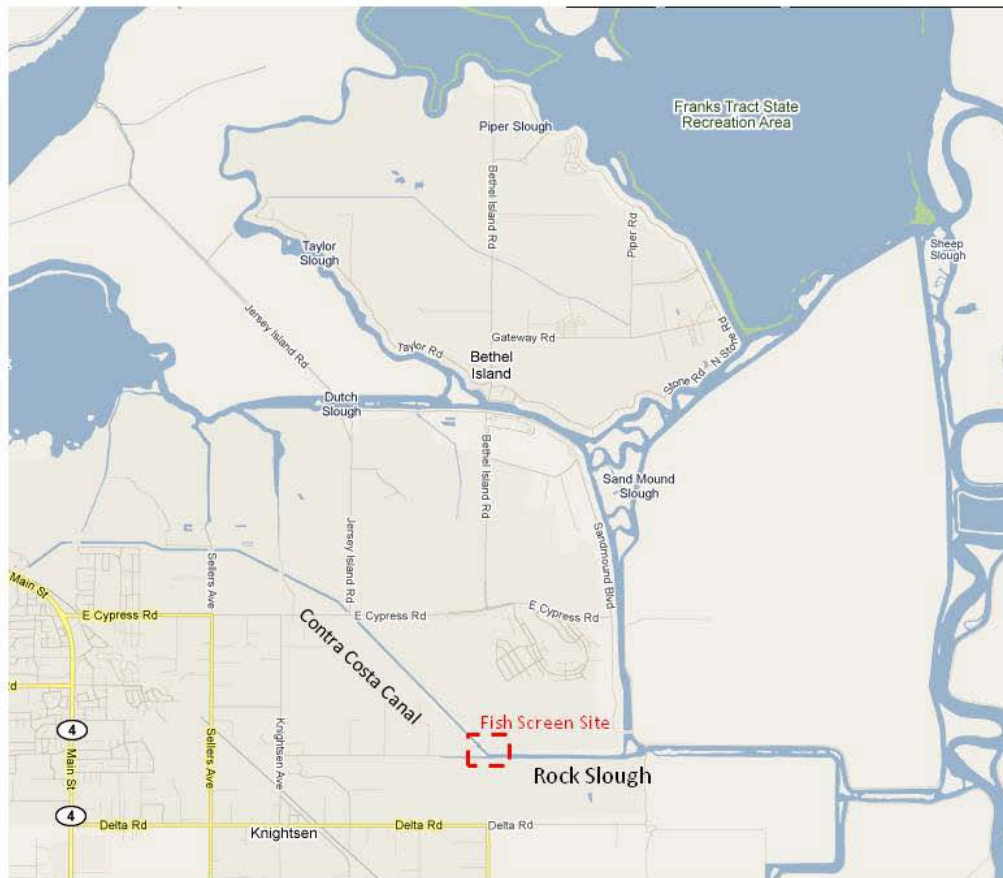 Franks Tract State
Recreation Area
Piper Slough
Bethel Island Rd
Piper Rd
Sheep
Slough
Taylor
Slough
Jersey Island Rd
Gateway Rd
N Stone Rd
Taylor Rd
Bethel
Island
Stone Rd
Dutch
Slough
Bethel Island Rd
Sand Mound
Slough
Jersey Island Rd
Sandmound Blvd
Sellers Ave
Main St
E Cypress Rd
E Cypress Rd
E Cypress Rd
Contra Costa Canal
Rd
Fish Screen Site
4
Knightsen Ave
Sellers Ave
Main St
Rock Slough
4
Delta Rd
Knightsen
Delta Rd
Delta Rd